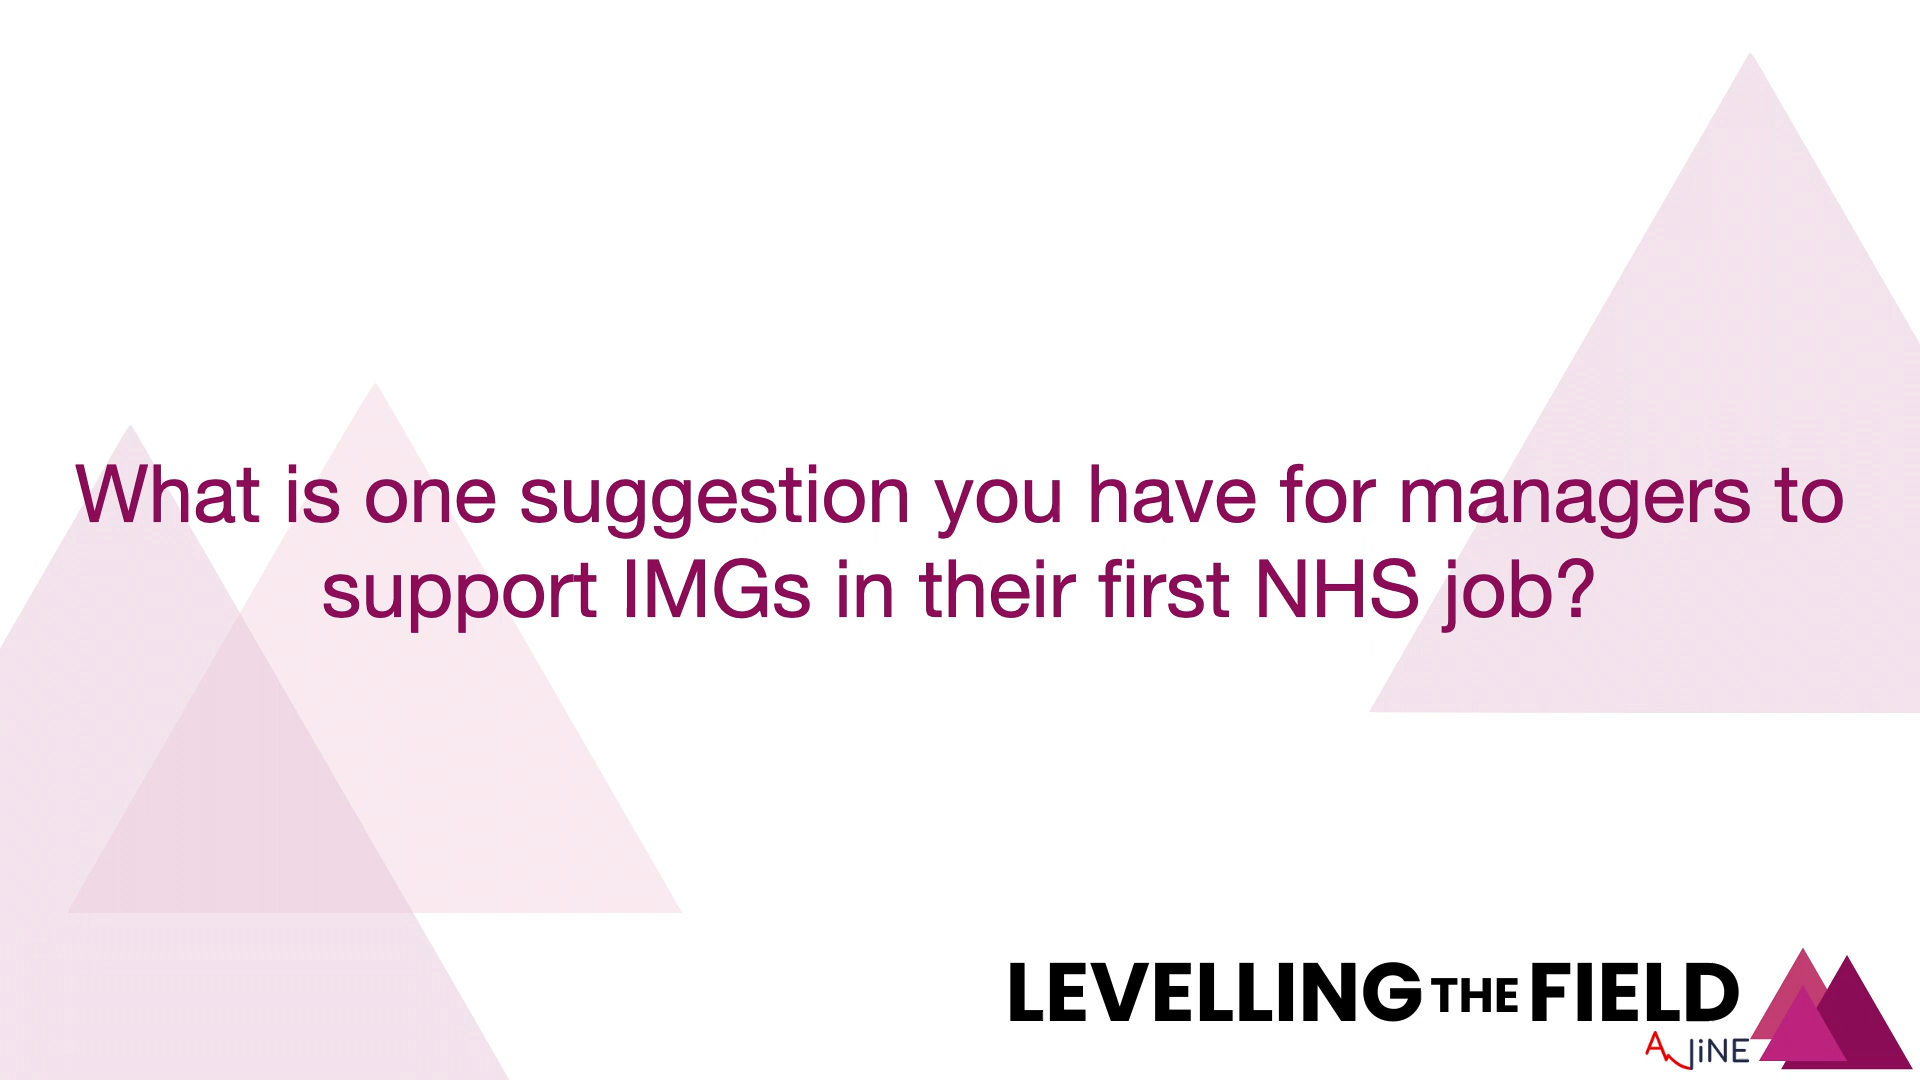 What is one suggestion you have for managers to
support IMGs in their first NHS job?
LEVELLING THE FIELD
A JiNE